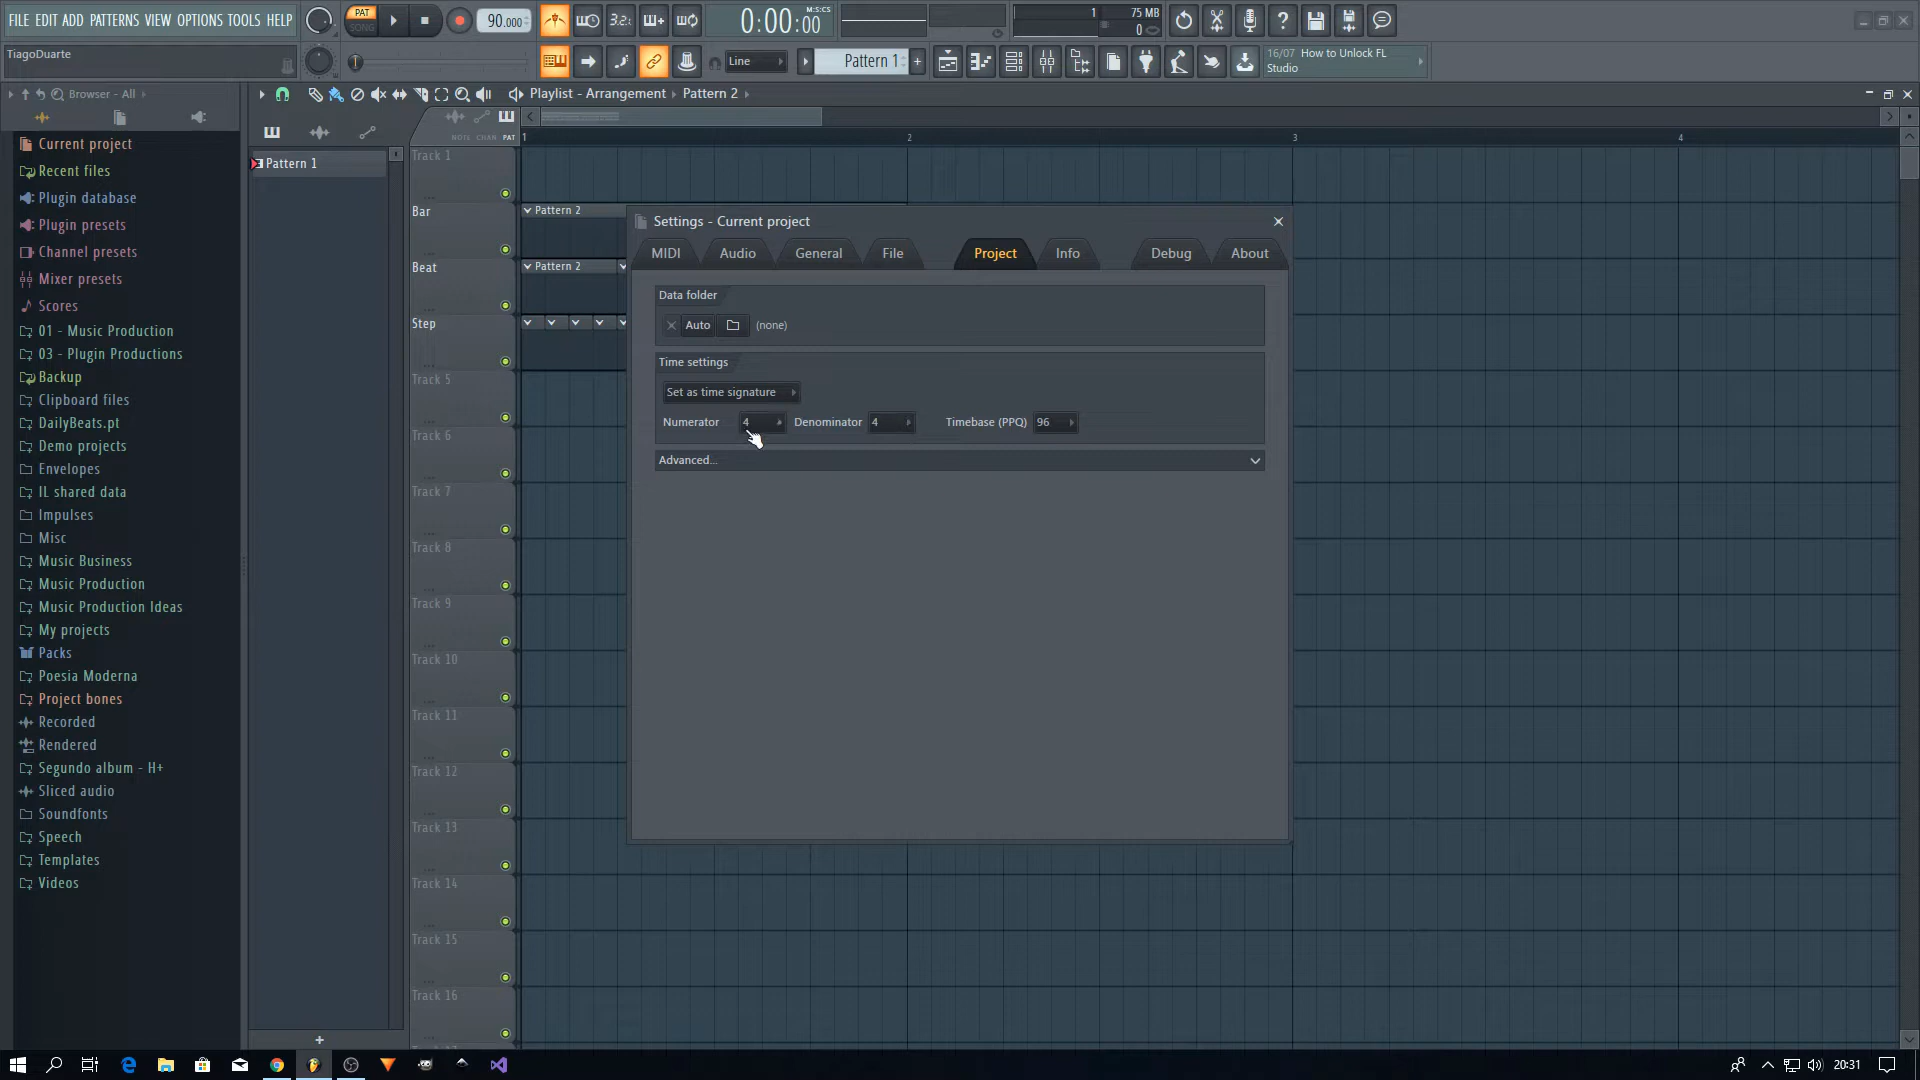 FILE EDIT ADD PATTERNS VIEW OPTIONS TOOLS HELP
PAT
SONG
90.000
3.2.
0:00:00
M:S:CS
1
75 MB
0
TiagoDuarte
Line
Pattern 1
16/07 How to Unlock FL
Studio
Browser - All
Playlist - Arrangement
Pattern 2
NOTE CHAN PAT
1
2
3
4
Current project
Recent files
Plugin database
Plugin presets
Channel presets
Mixer presets
Scores
01 - Music Production
03 - Plugin Productions
Backup
Clipboard files
DailyBeats.pt
Demo projects
Envelopes
IL shared data
Impulses
Misc
Music Business
Music Production
Music Production Ideas
My projects
Packs
Poesia Moderna
Project bones
Recorded
Rendered
Segundo album - H+
Sliced audio
Soundfonts
Speech
Templates
Videos
Pattern 1
Track 1
Bar
Pattern 2
Beat
Pattern 2
Step
Track 5
Track 6
Track 7
Track 8
Track 9
Track 10
Track 11
Track 12
Track 13
Track 14
Track 15
Track 16
Settings - Current project
MIDI
Audio
General
File
Project
Info
Debug
About
Data folder
Auto
(none)
Time settings
Set as time signature
Numerator 4 Denominator 4 Timebase (PPQ) 96
Advanced...
20:31